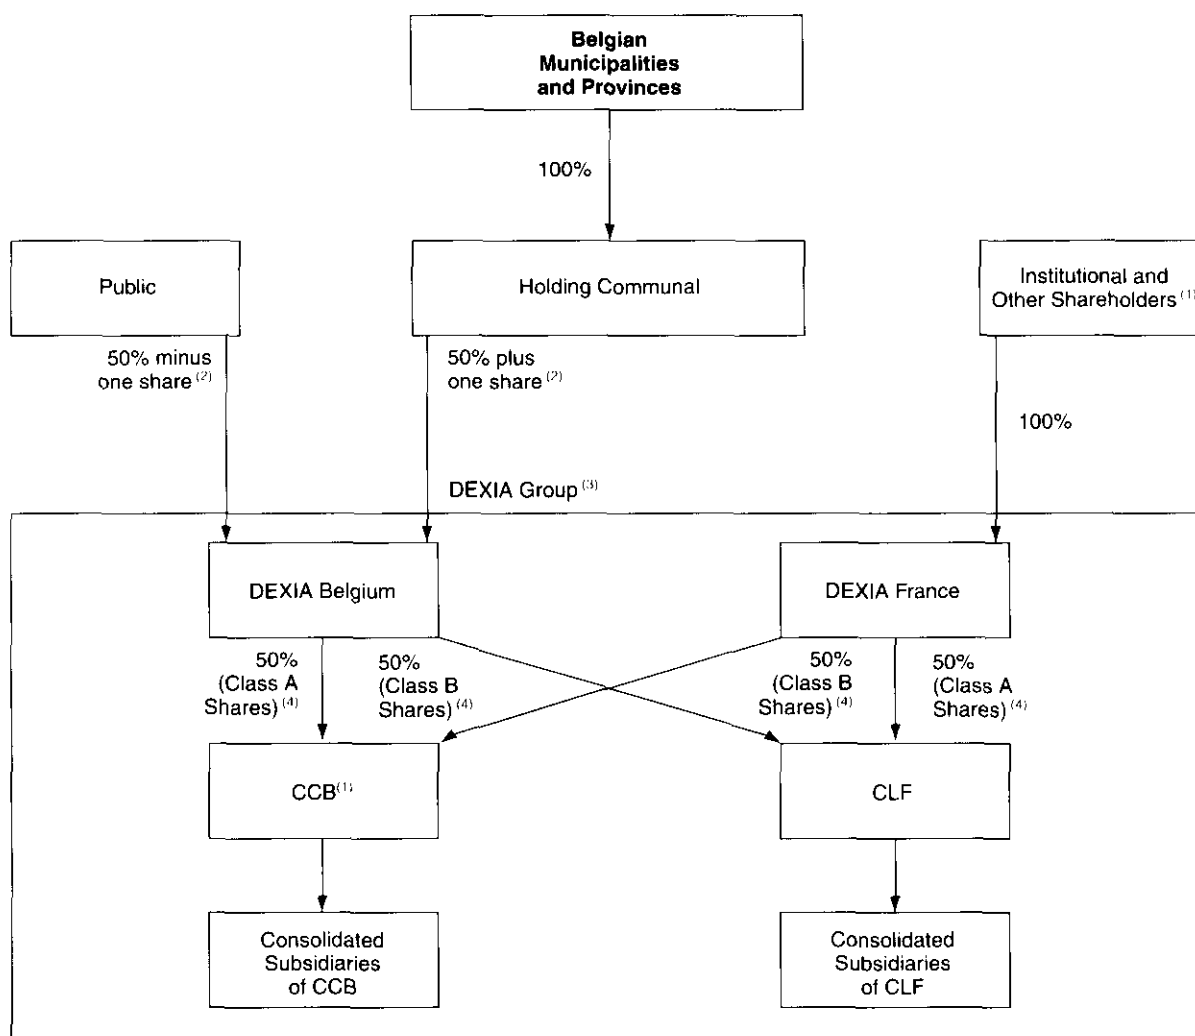 Belgian
Municipalities
and Provinces
100%
Public
Holding Communal
Institutional and
Other Shareholders (1)
50% minus
one share (2)
50% plus
one share (2)
100%
DEXIA Group (3)
DEXIA Belgium
DEXIA France
50%
(Class A
Shares) (4)
50%
(Class B
Shares) (4)
50%
(Class B
Shares) (4)
50%
(Class A
Shares) (4)
CCB (1)
CLF
Consolidated
Subsidiaries
of CCB
Consolidated
Subsidiaries
of CLF